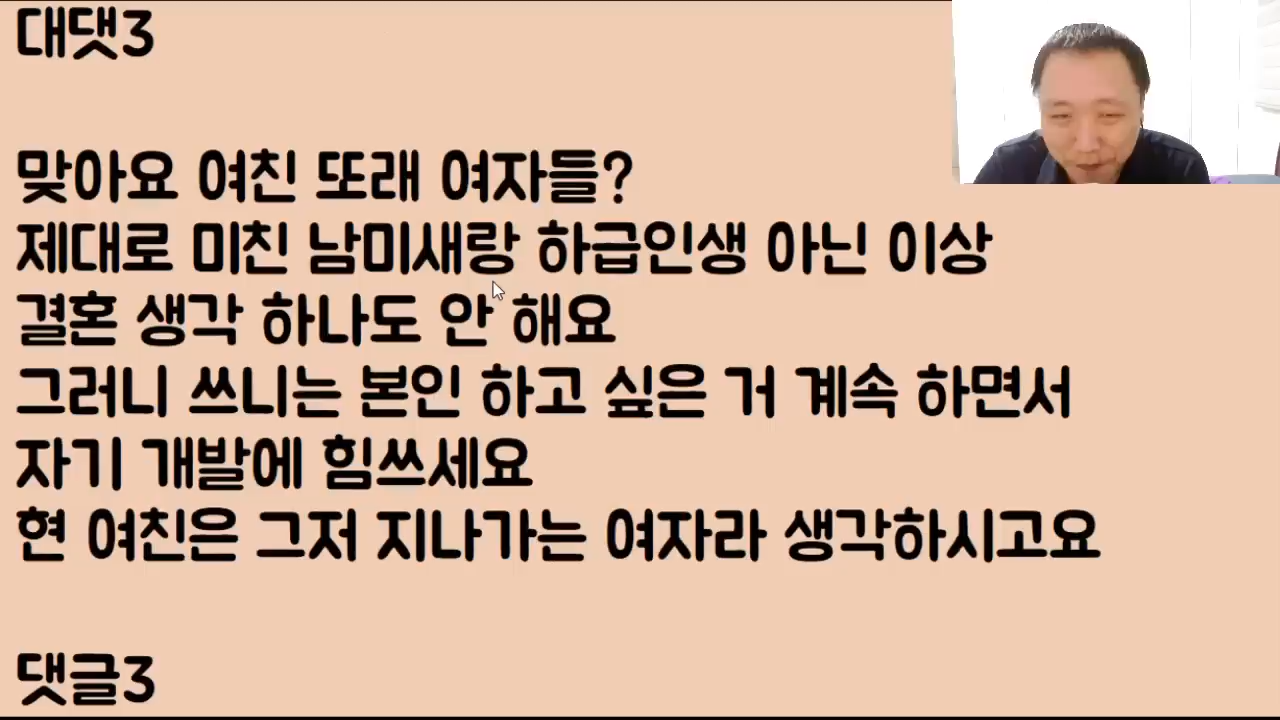 대댓3
맞아요 여친 또래 여자들?
제대로 미친 남미새랑 하급인생 아닌 이상
결혼 생각 하나도 안 해요
그러니 쓰니는 본인 하고 싶은 거 계속 하면서
자기 개발에 힘쓰세요
현 여친은 그저 지나가는 여자라 생각하시고요
댓글3